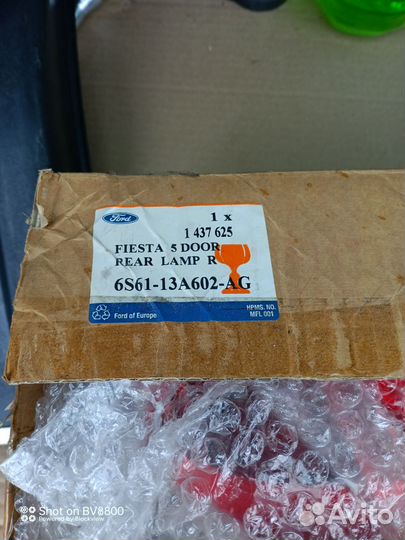 Ford
1 x
1 437 625
FIESTA 5 DOOR
REAR LAMP R
6S61-13A602-AG
Ford of Europe
HPMS. NO.
MFL 001
Shot on BV8800
Powered by Blackview
Avito